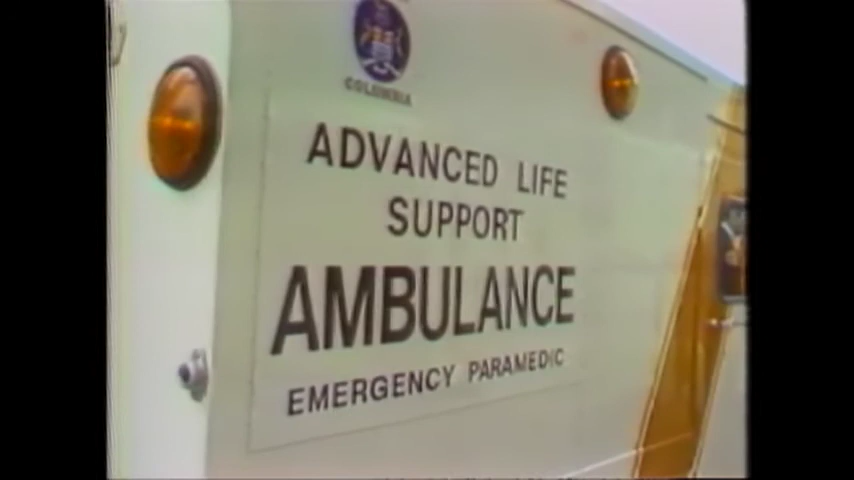 COLUMBIA
ADVANCED LIFE
SUPPORT
AMBULANCE
EMERGENCY PARAMEDIC